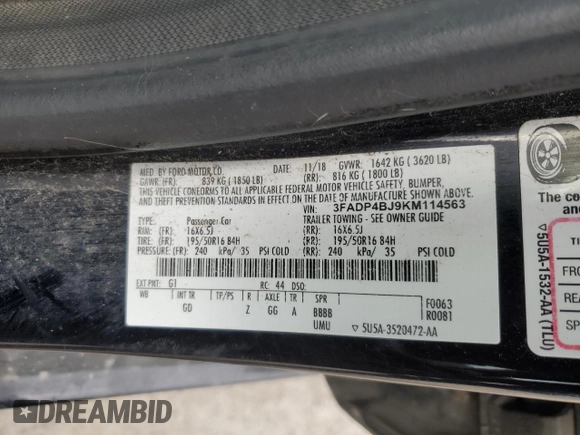 MFD. BY FORD MOTOR CO. DATE: 11/18 GVWR: 1642 KG ( 3620 LB)
GAWR: (FR): 839 KG ( 1850 LB) (RR): 816 KG ( 1800 LB)
THIS VEHICLE CONFORMS TO ALL APPLICABLE FEDERAL MOTOR VEHICLE SAFETY, BUMPER,
AND THEFT PREVENTION STANDARDS IN EFFECT ON THE DATE OF MANUFACTURE SHOWN ABOVE.
VIN: 3FADP4BJ9KM114563
TYPE: Passenger Car TRAILER TOWING - SEE OWNER GUIDE
RIM: (FR): 16X6.5J (RR): 16X6.5J
TIRE: (FR): 195/50R16 84H (RR): 195/50R16 84H
PRESSURE: (FR): 240 kPa/ 35 PSI COLD (RR): 240 kPa/ 35 PSI COLD
EXT PNT: G1 RC: 44 DSO:
WB INT TR TP/PS R AXLE TR SPR F0063
GD Z GG A BBBB R0081
UMU ▽ 5U5A-3520472-AA
▽ 5U5A-1532-AA (TLU)
FRO
REA
SP
DREAMBID